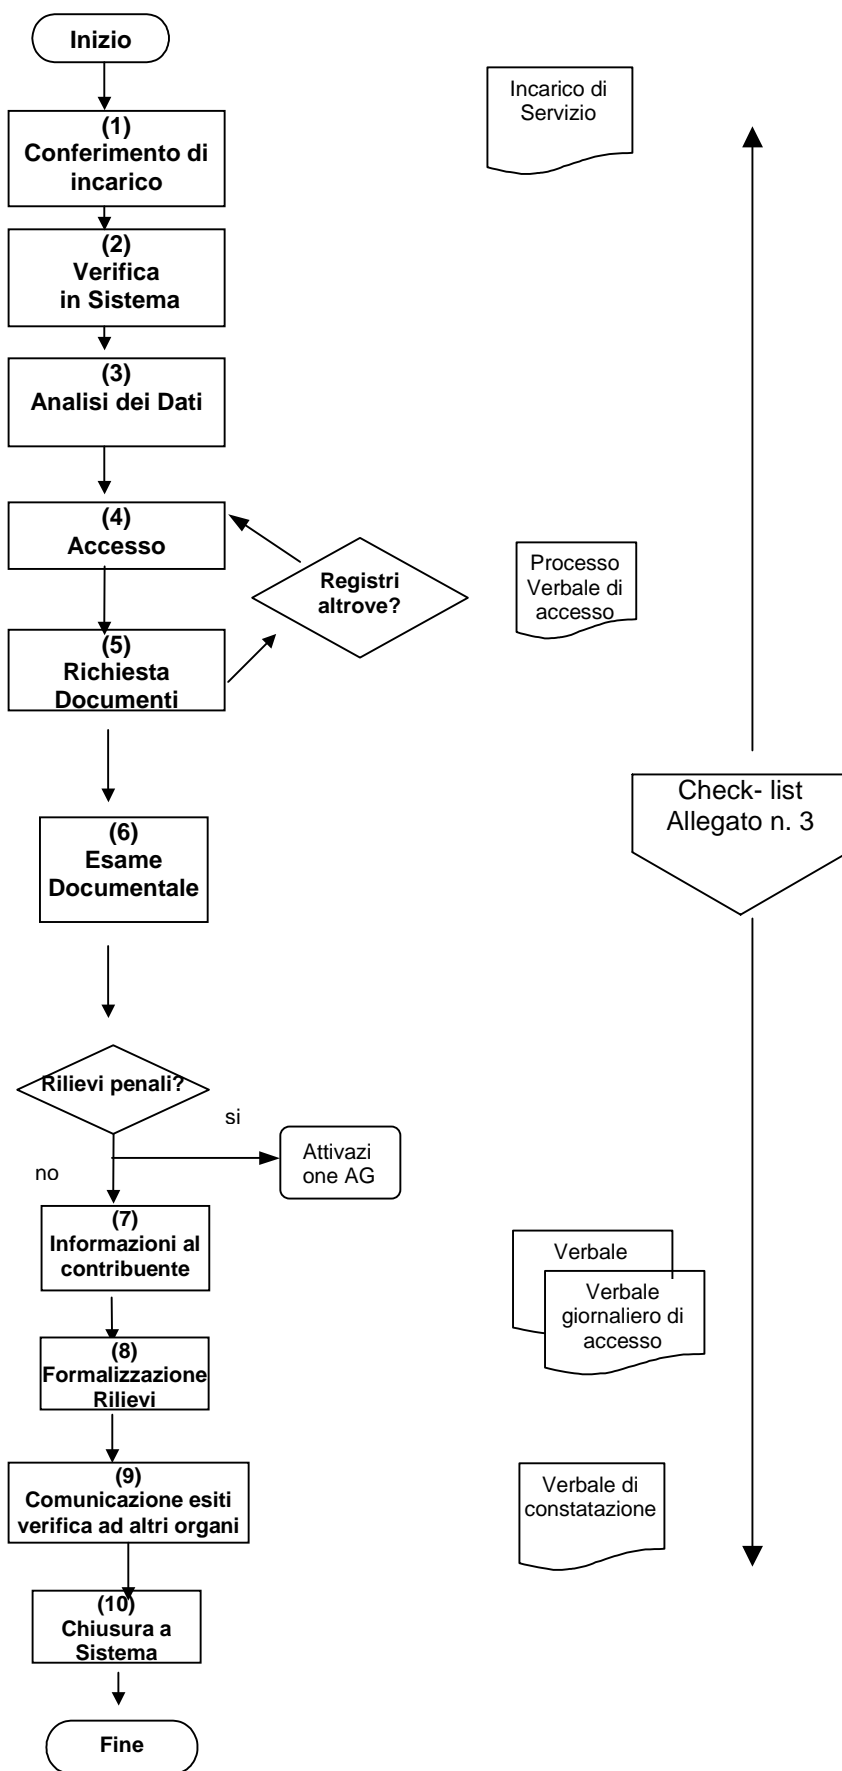 Inizio
Incarico di
Servizio
(1)
Conferimento di
incarico
(2)
Verifica
in Sistema
(3)
Analisi dei Dati
(4)
Accesso
Registri
altrove?
Processo
Verbale di
accesso
(5)
Richiesta
Documenti
Check- list
Allegato n. 3
(6)
Esame
Documentale
Rilievi penali?
si
Attivazi
one AG
no
(7)
Informazioni al
contribuente
Verbale
Verbale
giornaliero di
accesso
(8)
Formalizzazione
Rilievi
(9)
Comunicazione esiti
verifica ad altri organi
Verbale di
constatazione
(10)
Chiusura a
Sistema
Fine